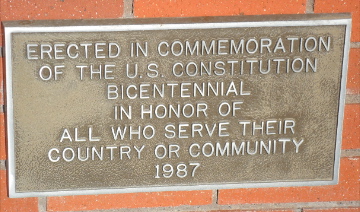 ERECTED IN COMMEMORATION
OF THE U.S. CONSTITUTION
BICENTENNIAL
IN HONOR OF
ALL WHO SERVE THEIR
COUNTRY OR COMMUNITY
1987